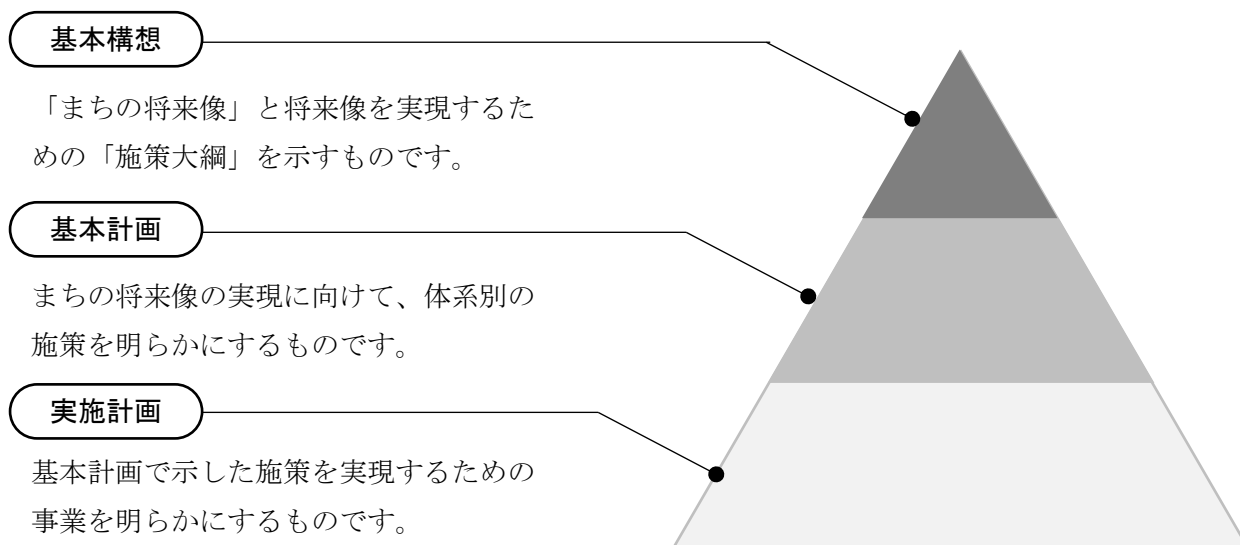 基本構想
「まちの将来像」と将来像を実現するた
めの「施策大綱」を示すものです。
基本計画
まちの将来像の実現に向けて、体系別の
施策を明らかにするものです。
実施計画
基本計画で示した施策を実現するための
事業を明らかにするものです。